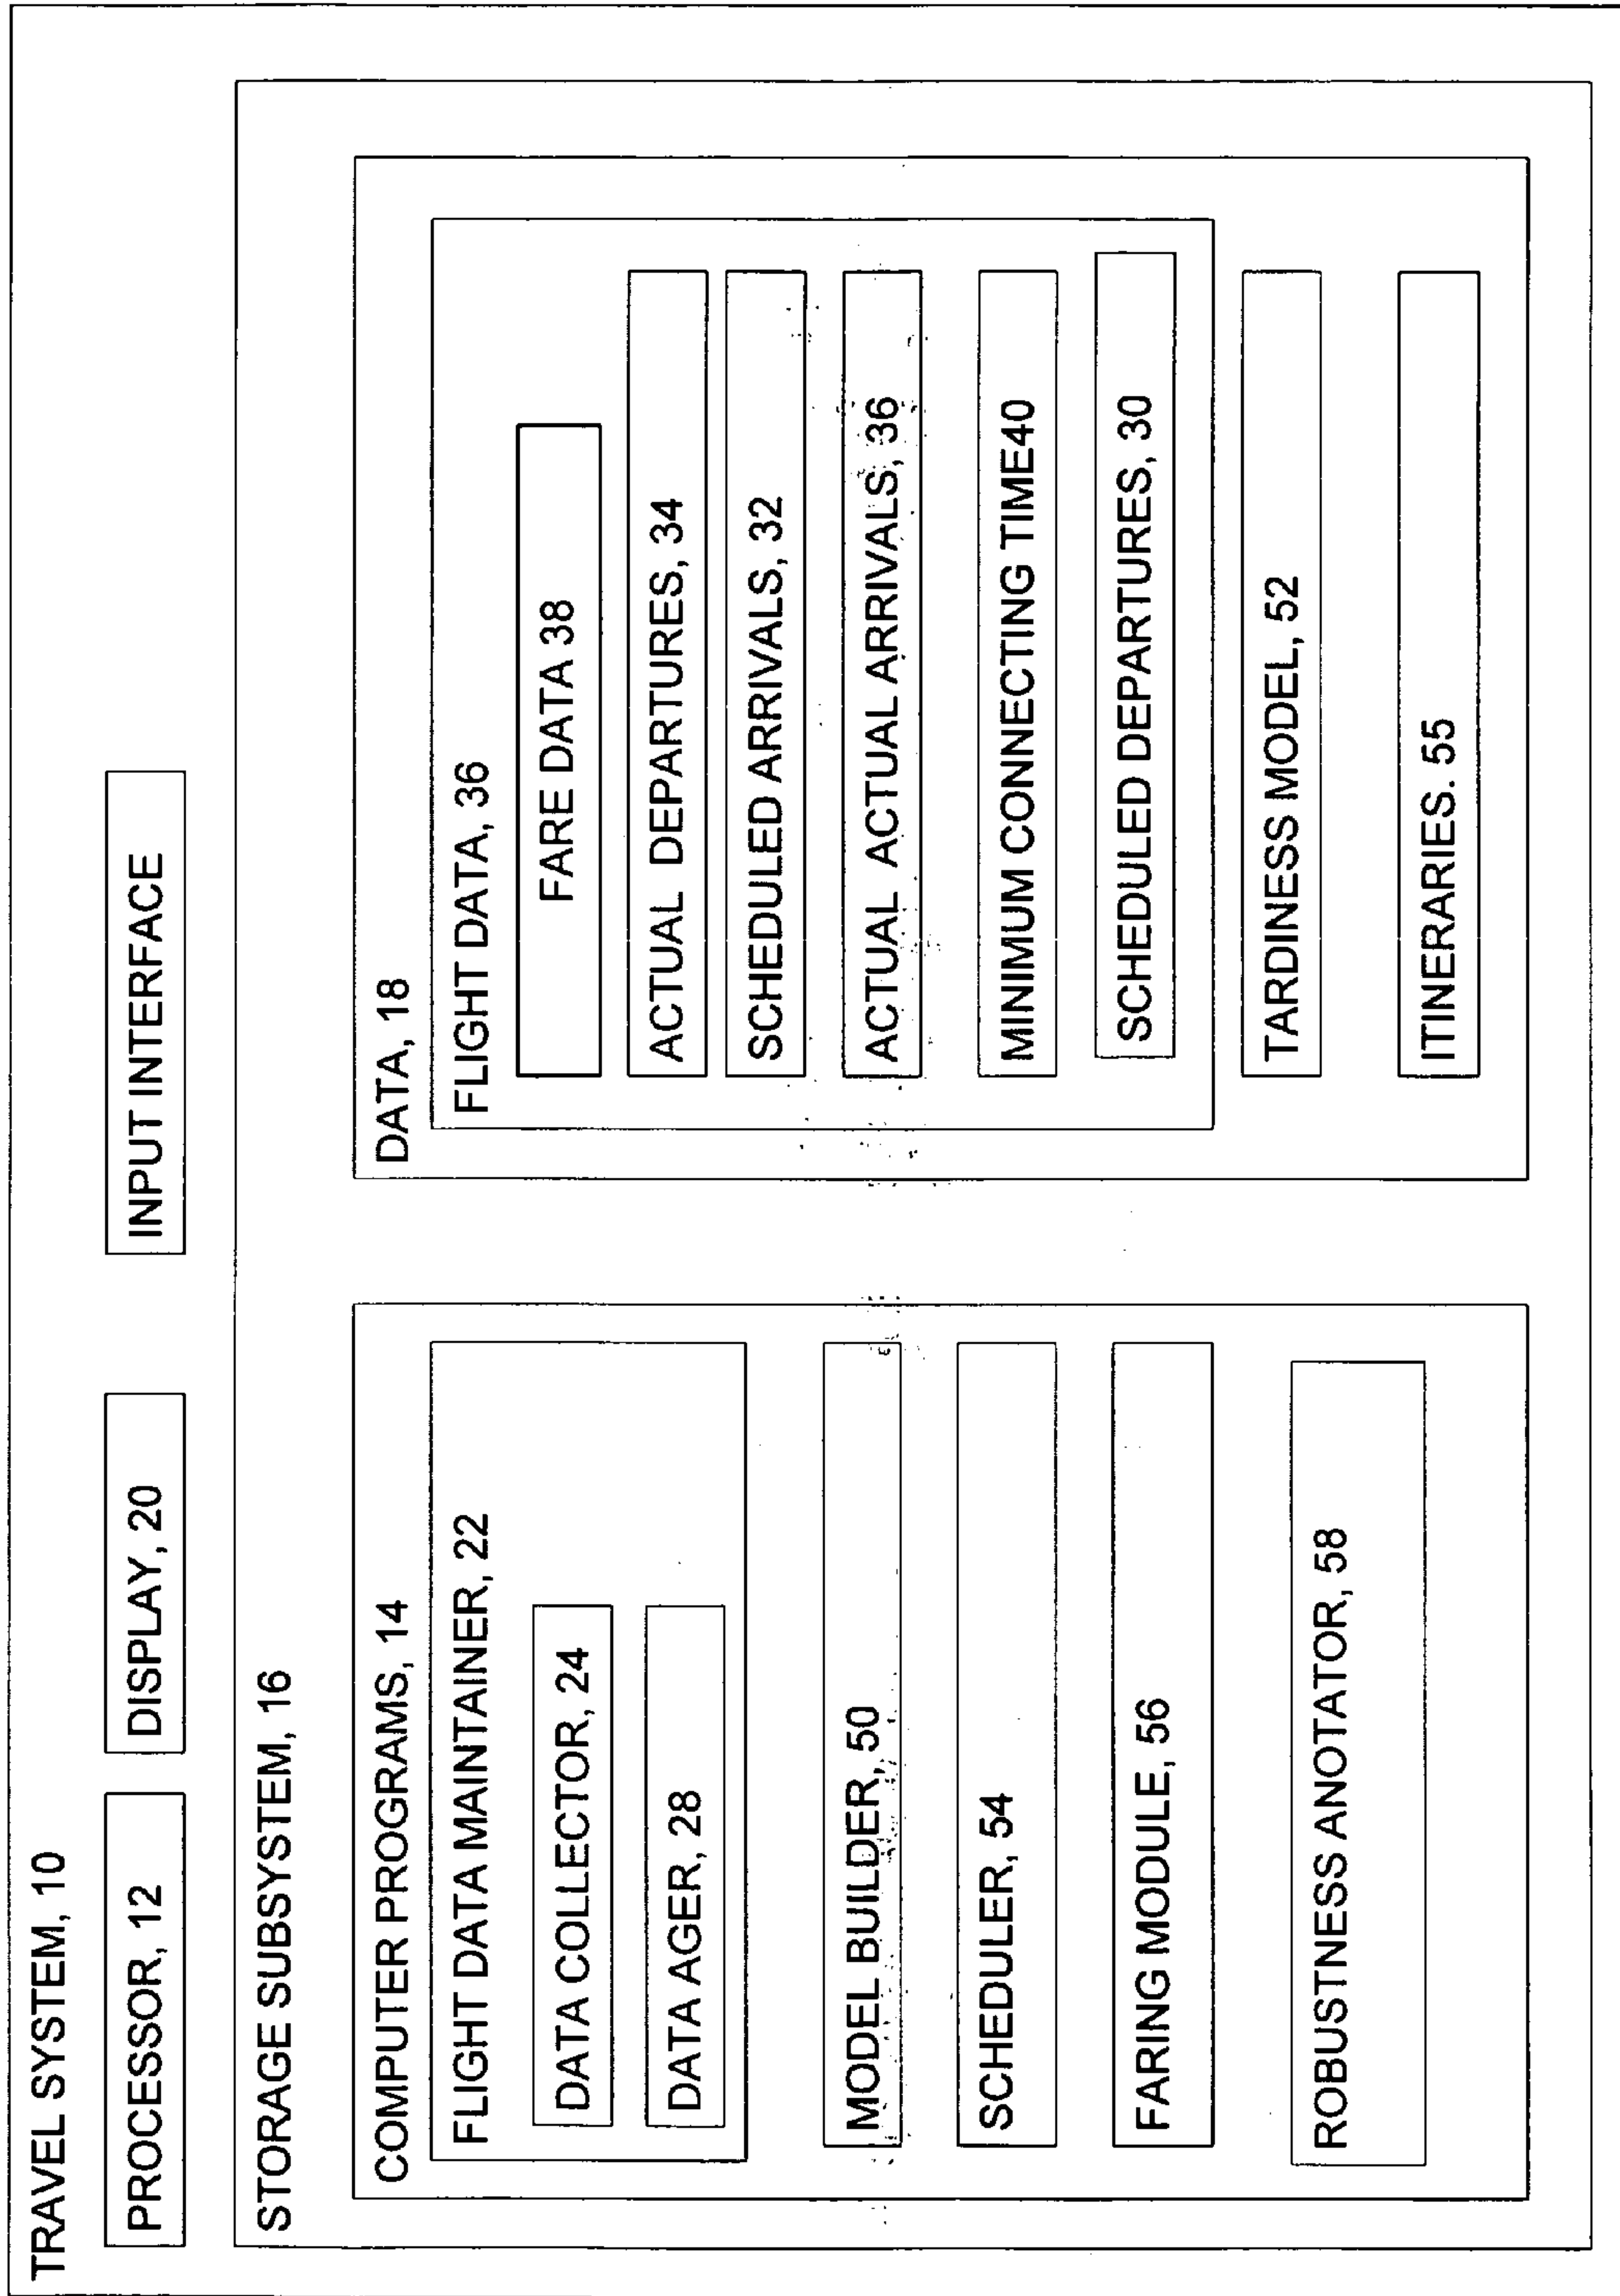 TRAVEL SYSTEM, 10
PROCESSOR, 12
DISPLAY, 20
INPUT INTERFACE
STORAGE SUBSYSTEM, 16
COMPUTER PROGRAMS, 14
FLIGHT DATA MAINTAINER, 22
DATA COLLECTOR, 24
DATA AGER, 28
MODEL BUILDER, 50
SCHEDULER, 54
FARING MODULE, 56
ROBUSTNESS ANOTATOR, 58
DATA, 18
FLIGHT DATA, 36
FARE DATA 38
ACTUAL DEPARTURES, 34
SCHEDULED ARRIVALS, 32
ACTUAL ACTUAL ARRIVALS, 36
MINIMUM CONNECTING TIME40
SCHEDULED DEPARTURES, 30
TARDINESS MODEL, 52
ITINERARIES. 55